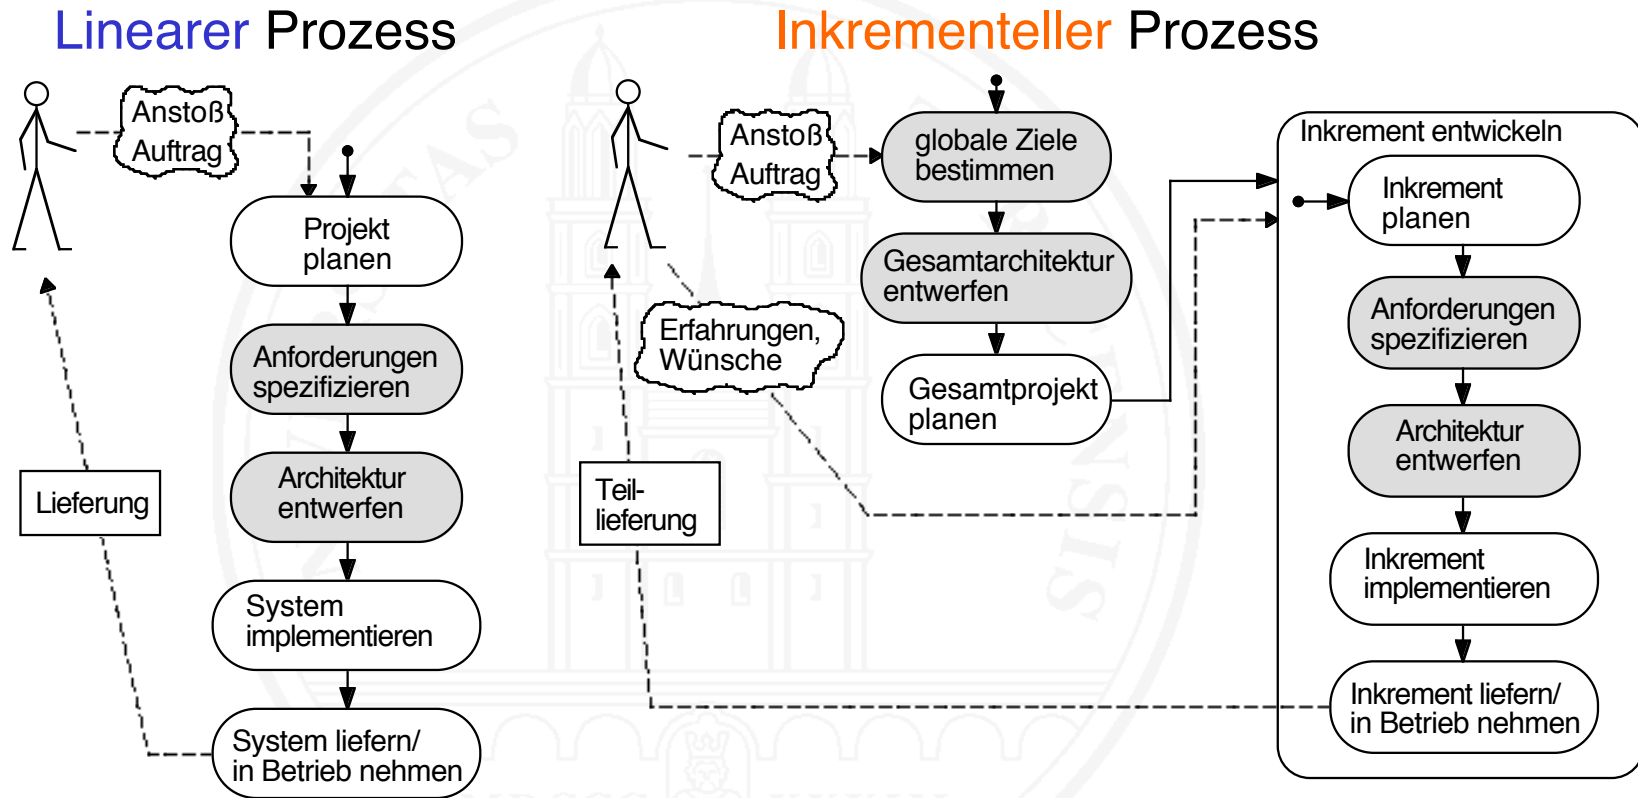 Linearer Prozess
Anstoß
Auftrag
Projekt
planen
Anforderungen
spezifizieren
Architektur
entwerfen
System
implementieren
System liefern/
in Betrieb nehmen
Lieferung
Inkrementeller Prozess
Anstoß
Auftrag
globale Ziele
bestimmen
Gesamtarchitektur
entwerfen
Gesamtprojekt
planen
Erfahrungen,
Wünsche
Teil-
lieferung
Inkrement entwickeln
Inkrement
planen
Anforderungen
spezifizieren
Architektur
entwerfen
Inkrement
implementieren
Inkrement liefern/
in Betrieb nehmen